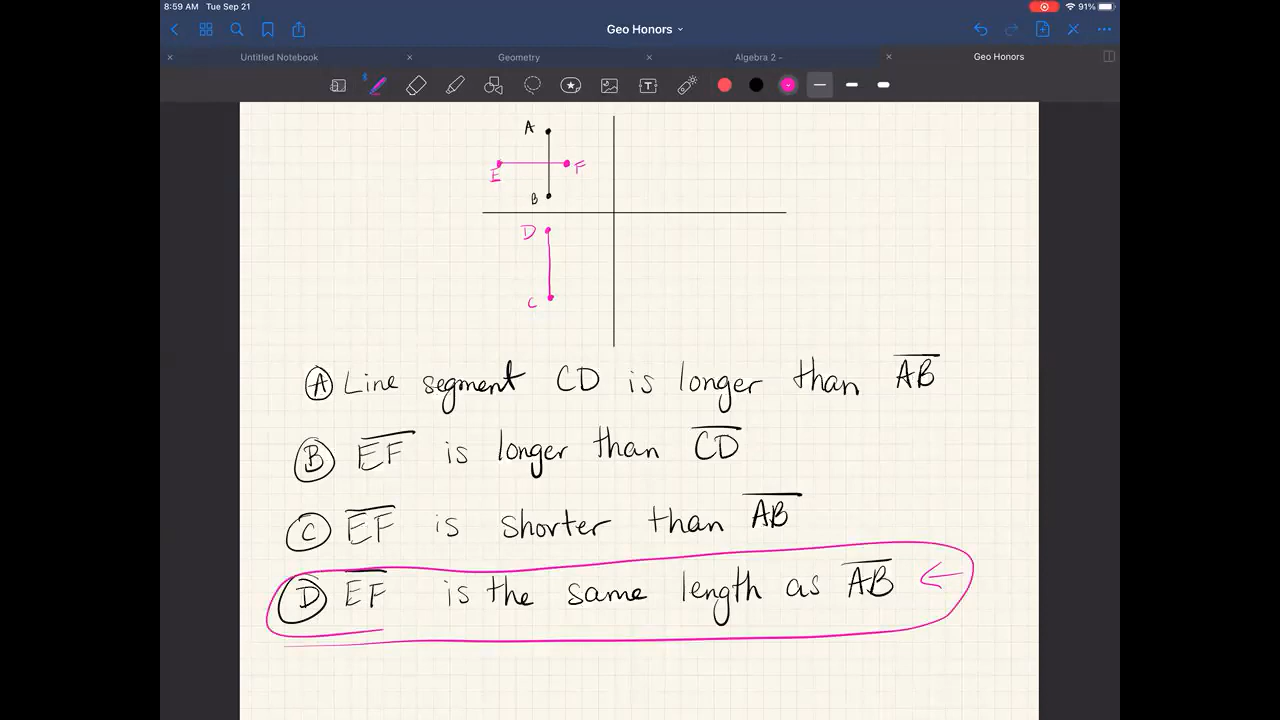 8:59 AM Tue Sep 21 91%
Geo Honors
Untitled Notebook Geometry Algebra 2 - Geo Honors
A
E F
B
D
C
A Line segment CD is longer than AB
B EF is longer than CD
C EF is shorter than AB
D EF is the same length as AB